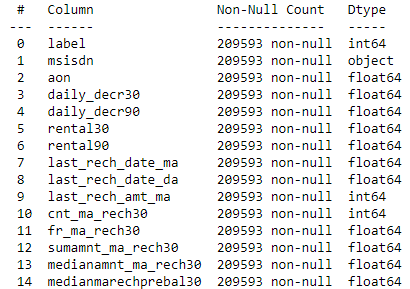 #   Column                Non-Null Count   Dtype
---  ------                --------------   -----
 0   label                 209593 non-null  int64
 1   msisdn                209593 non-null  object
 2   aon                   209593 non-null  float64
 3   daily_decr30          209593 non-null  float64
 4   daily_decr90          209593 non-null  float64
 5   rental30              209593 non-null  float64
 6   rental90              209593 non-null  float64
 7   last_rech_date_ma     209593 non-null  float64
 8   last_rech_date_da     209593 non-null  float64
 9   last_rech_amt_ma      209593 non-null  int64
 10  cnt_ma_rech30         209593 non-null  int64
 11  fr_ma_rech30          209593 non-null  float64
 12  sumamnt_ma_rech30     209593 non-null  float64
 13  medianamnt_ma_rech30  209593 non-null  float64
 14  medianmarechprebal30  209593 non-null  float64